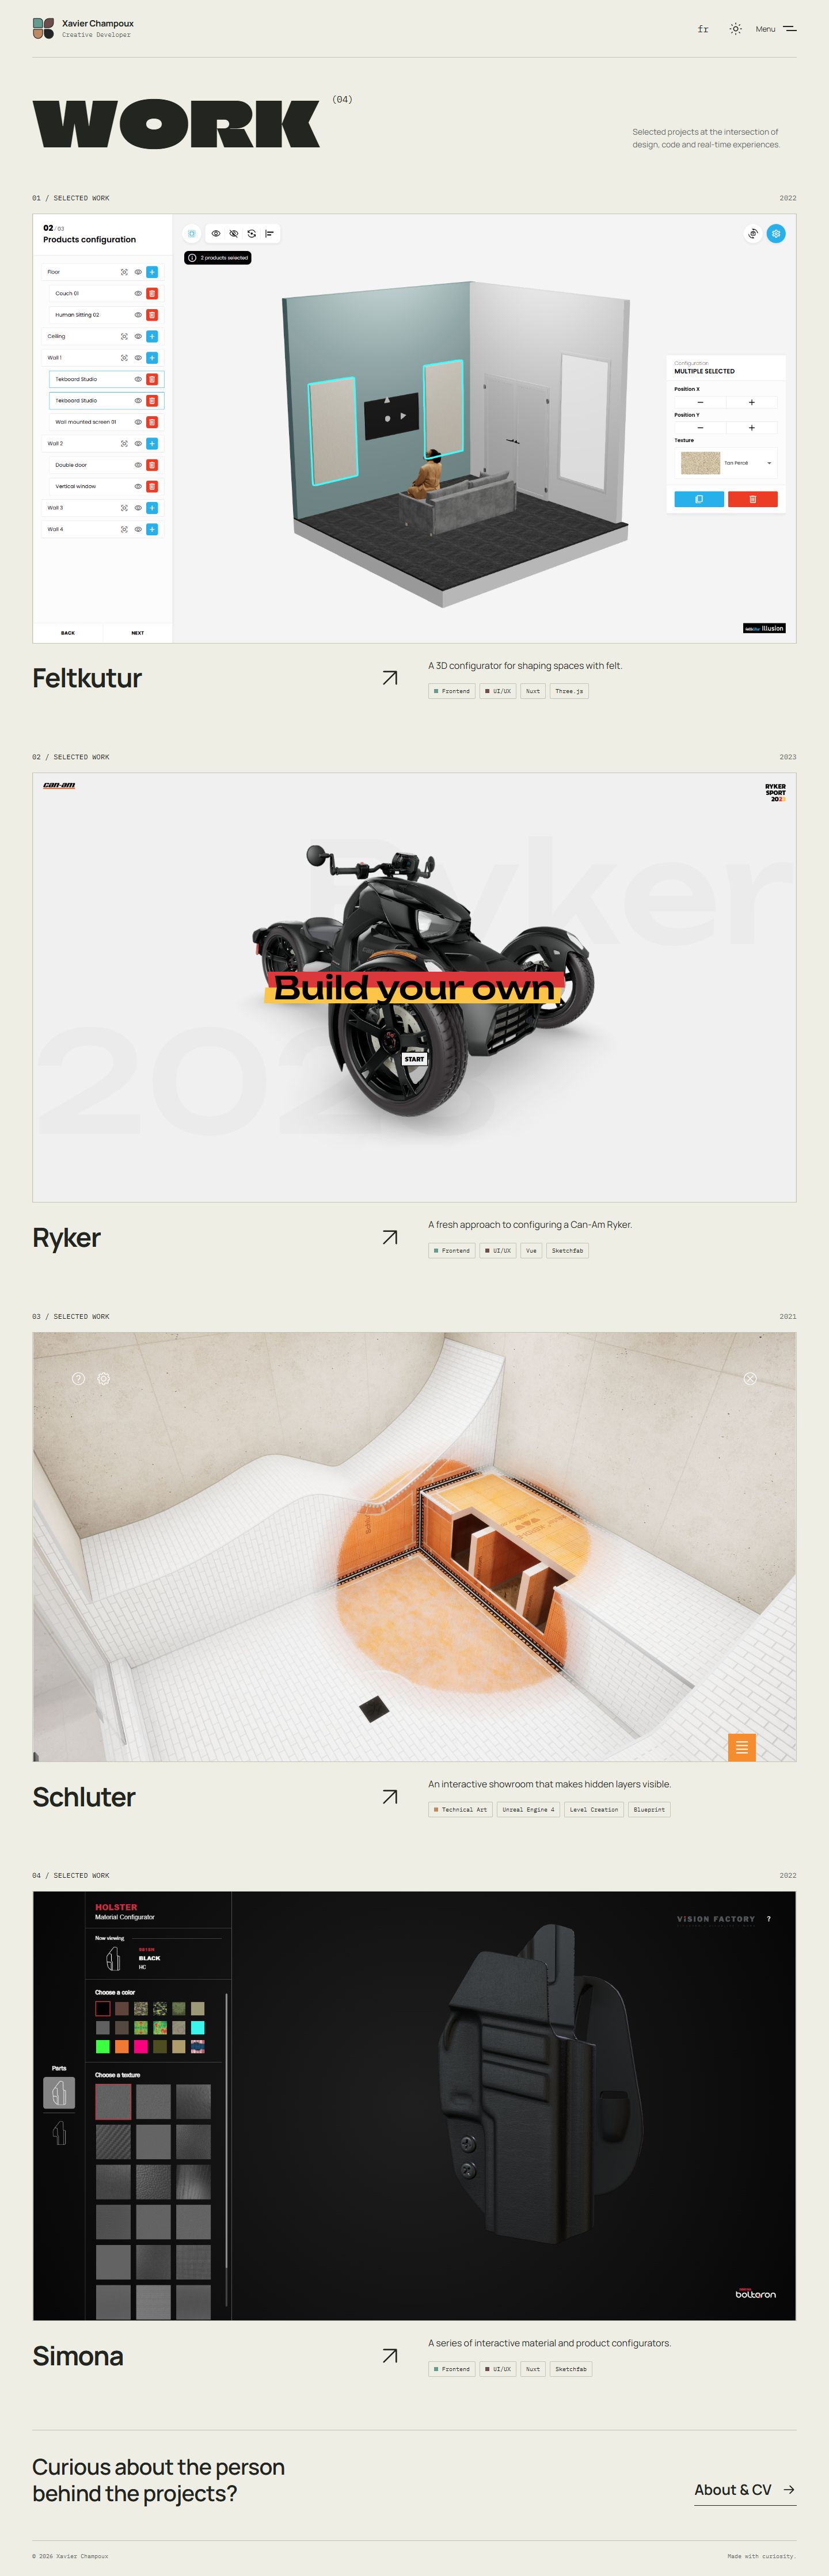 Xavier Champoux
Creative Developer
fr
Menu
WORK
(04)
Selected projects at the intersection of
design, code and real-time experiences.
01 / SELECTED WORK
2022
02 / 03
Products configuration
2 products selected
Floor
Couch 01
Human Sitting 02
Ceiling
Wall 1
Tekboard Studio
Tekboard Studio
Wall mounted screen 01
Wall 2
Double door
Vertical window
Wall 3
Wall 4
BACK
NEXT
Configuration
MULTIPLE SELECTED
Position X
Position Y
Texture
Tan Percé
Illusion
Feltkutur
A 3D configurator for shaping spaces with felt.
Frontend
UI/UX
Nuxt
Three.js
02 / SELECTED WORK
2023
can-am
RYKER
SPORT
2023
Ryker
Build your own
START
2023
Ryker
A fresh approach to configuring a Can-Am Ryker.
Frontend
UI/UX
Vue
Sketchfab
03 / SELECTED WORK
2021
Schluter
An interactive showroom that makes hidden layers visible.
Technical Art
Unreal Engine 4
Level Creation
Blueprint
04 / SELECTED WORK
2022
HOLSTER
Material Configurator
VISION FACTORY
?
Now viewing
BLACK
HC
Choose a color
Parts
Choose a texture
boltaron
Simona
A series of interactive material and product configurators.
Frontend
UI/UX
Nuxt
Sketchfab
Curious about the person
behind the projects?
About & CV
© 2026 Xavier Champoux
Made with curiosity.